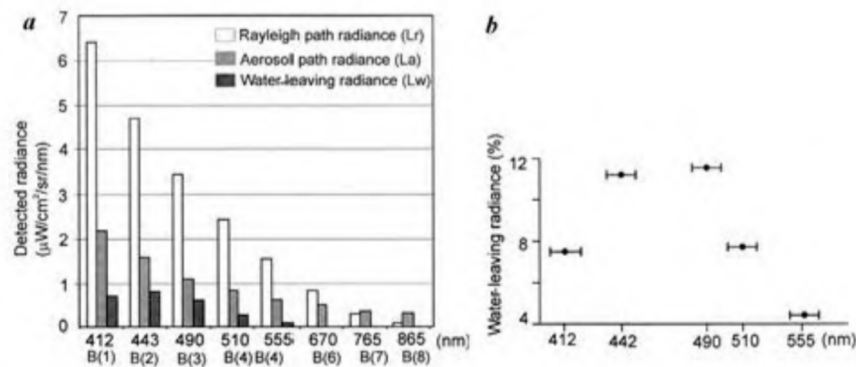 a
7
6
5
4
3
2
1
0
Detected radiance
(μW/cm²/sr/nm)
Rayleigh path radiance (Lr)
Aerosoll path radiance (La)
Water-leaving radiance (Lw)
412 443 490 510 555 670 765 865 (nm)
B(1) B(2) B(3) B(4) B(4) B(6) B(7) B(8)
b
Water-leaving radiance (%)
12
8
4
412 442 490 510 555 (nm)